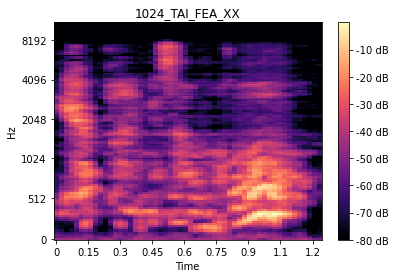 1024_TAI_FEA_XX
8192
4096
2048
1024
512
0
Hz
0
0.15
0.3
0.45
0.6
0.75
0.9
1.1
1.2
Time
-10 dB
-20 dB
-30 dB
-40 dB
-50 dB
-60 dB
-70 dB
-80 dB